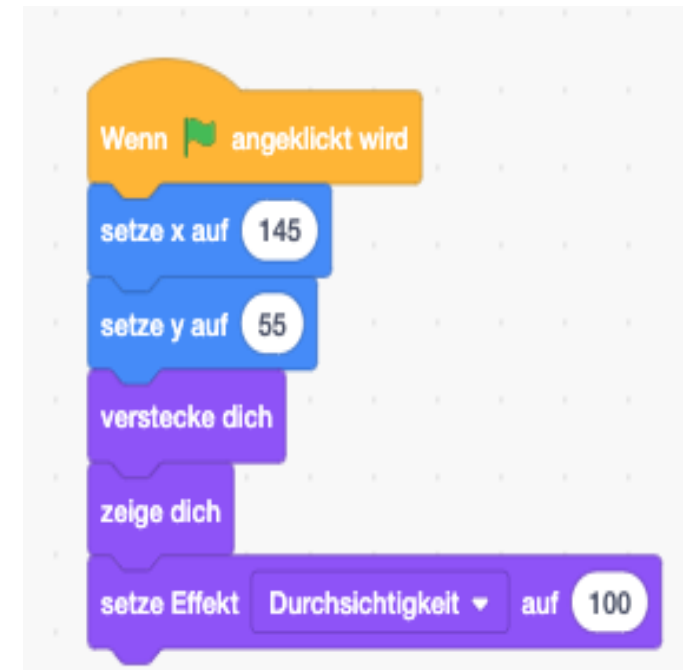 Wenn angeklickt wird
setze x auf 145
setze y auf 55
verstecke dich
zeige dich
setze Effekt Durchsichtigkeit auf 100